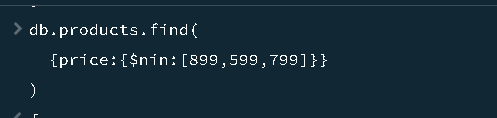 > db.products.find(
{price:{$nin:[899,599,799]}}
)
< {